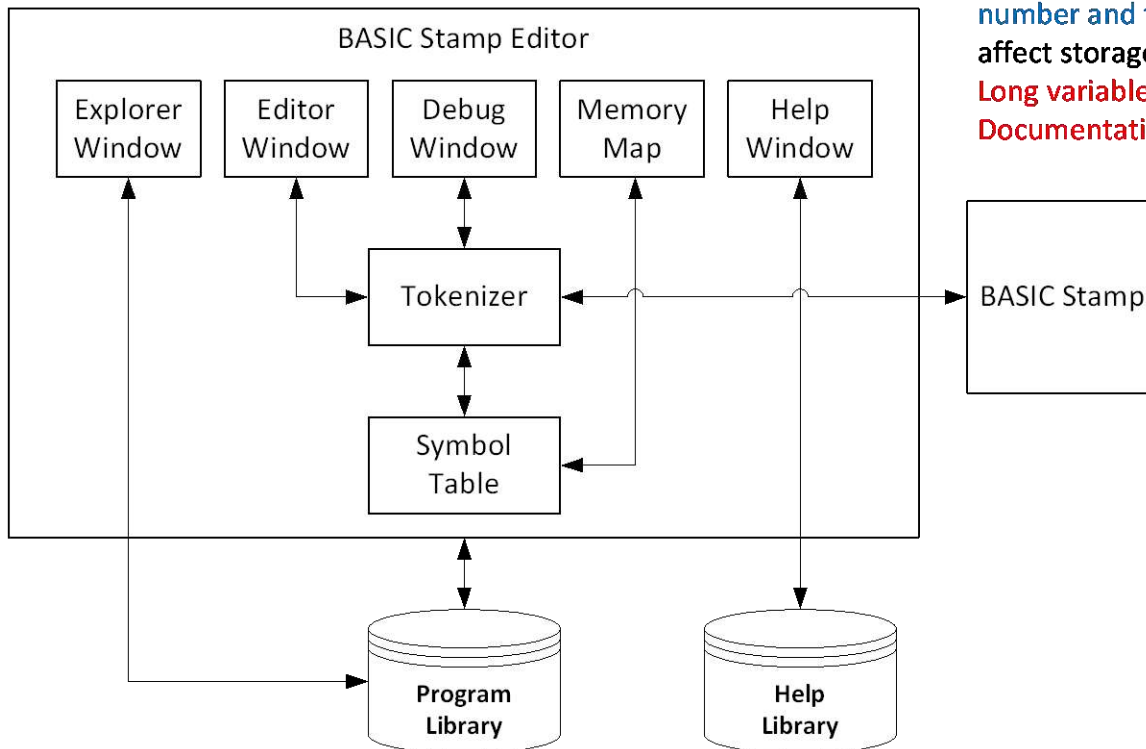 number and
affect storage
Long variable
Documentati
BASIC Stamp Editor
Explorer
Window
Editor
Window
Debug
Window
Memory
Map
Help
Window
Tokenizer
BASIC Stamp
Symbol
Table
Program
Library
Help
Library